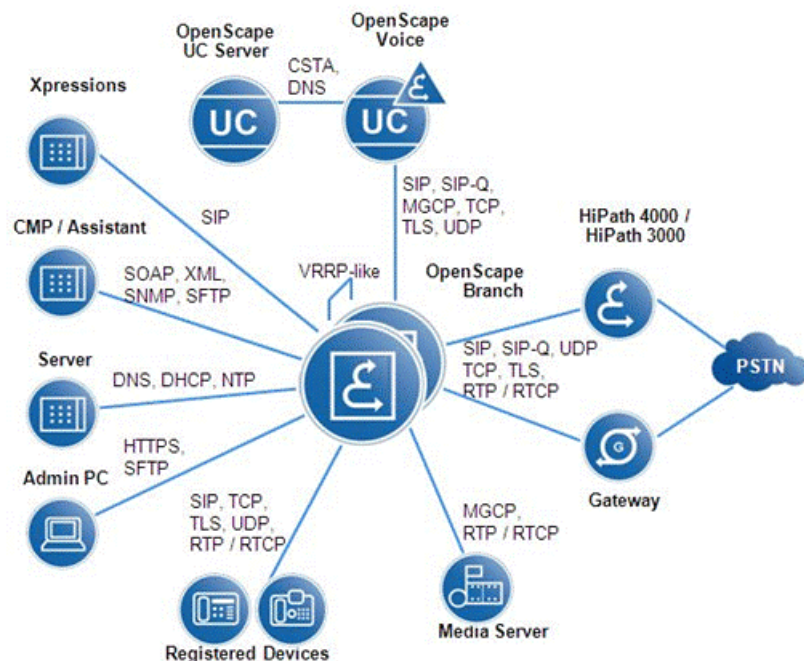 OpenScape
UC Server
OpenScape
Voice
CSTA,
DNS
Xpressions
UC
UC
SIP, SIP-Q,
MGCP, TCP,
TLS, UDP
HiPath 4000 /
HiPath 3000
SIP
CMP / Assistant
SOAP, XML,
SNMP, SFTP
VRRP-like
OpenScape
Branch
Server
DNS, DHCP, NTP
SIP, SIP-Q, UDP
TCP, TLS,
RTP / RTCP
PSTN
HTTPS,
SFTP
Admin PC
G
Gateway
SIP, TCP,
TLS, UDP,
RTP / RTCP
MGCP,
RTP / RTCP
Media Server
Registered Devices